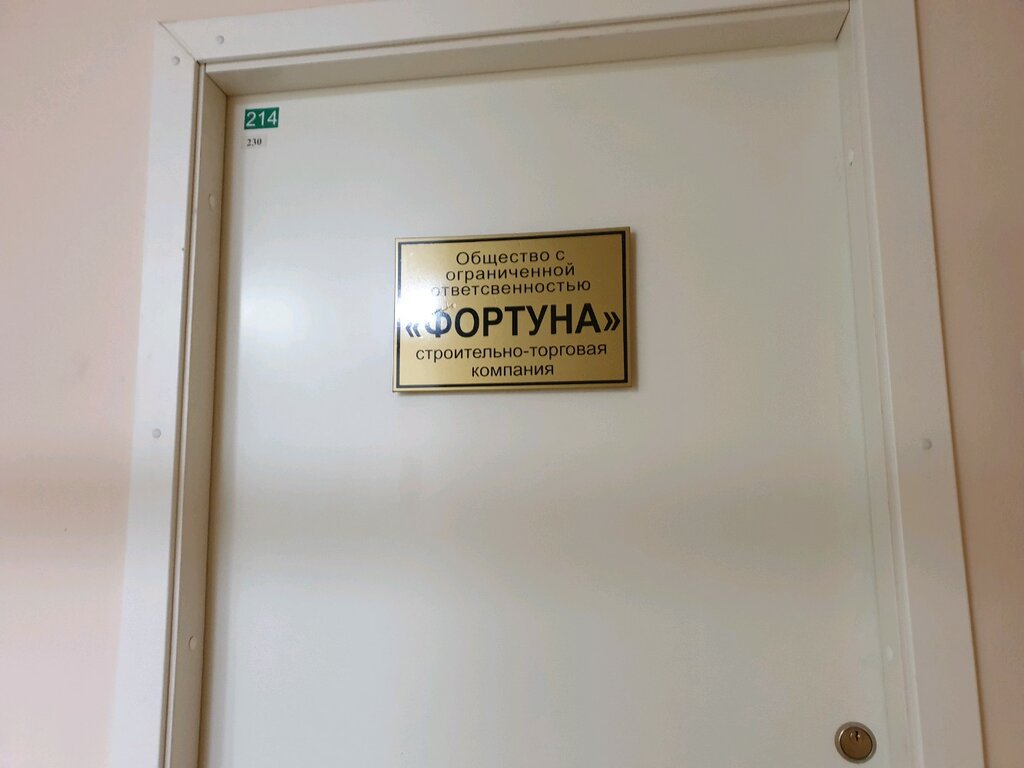 214
230
Общество с
ограниченной
ответсвенностью
«ФОРТУНА»
строительно-торговая
компания